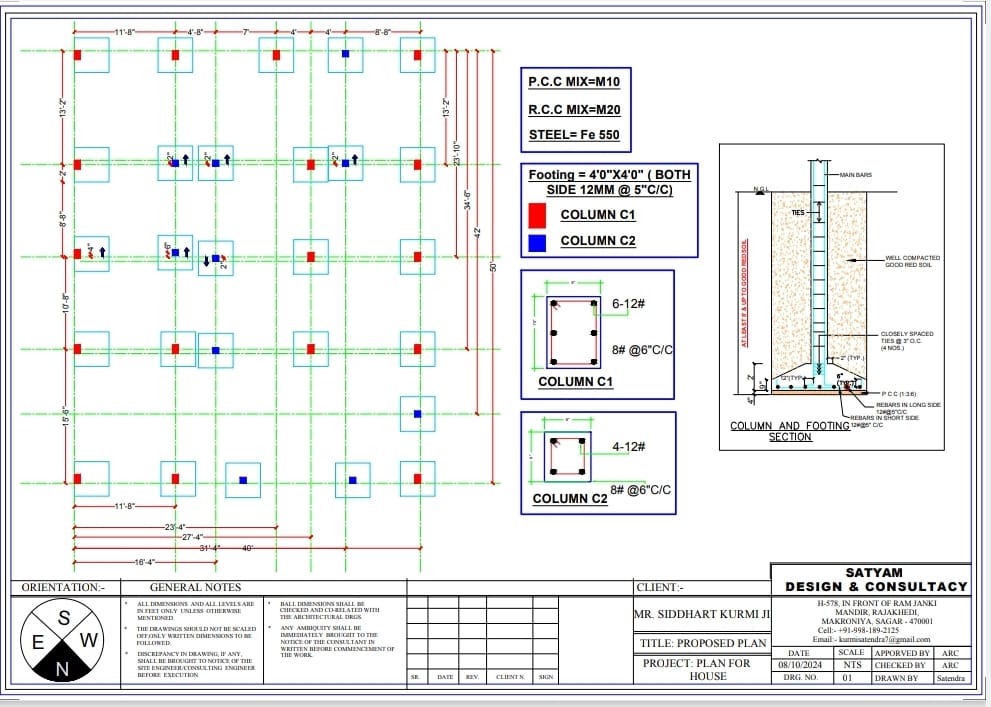 11'-8"
4'-8"
7'
4'
4'
8'-8"
13'-2"
2'
8'-8"
10'-8"
15'-6"
13'-2"
23'-10"
34'-6"
42'
50'
2"
2"
2"
4"
6"
2"
11'-8"
23'-4"
27'-4"
31'-4"
40'
16'-4"
P.C.C MIX=M10
R.C.C MIX=M20
STEEL= Fe 550
Footing = 4'0"X4'0" ( BOTH
SIDE 12MM @ 5"C/C)
COLUMN C1
COLUMN C2
6-12#
8# @6"C/C
COLUMN C1
4-12#
8# @6"C/C
COLUMN C2
MAIN BARS
N.G.L
TIES
AT LEAST 8' & UP TO GOOD RED SOIL
WELL COMPACTED
GOOD RED SOIL
CLOSELY SPACED
TIES @ 3" O.C.
(4 NOS.)
2" (TYP.)
12"(TYP.)
P C C (1:3:6)
REBARS IN LONG SIDE
12#@5"C/C
REBARS IN SHORT SIDE
12#@5" C/C
COLUMN AND FOOTING
SECTION
ORIENTATION:-
S
E
W
N
GENERAL NOTES
* ALL DIMENSIONS AND ALL LEVELS ARE
IN FEET ONLY UNLESS OTHERWISE
MENTIONED.
* THE DRAWINGS SHOULD NOT BE SCALED
OFF,ONLY WRITTEN DIMENSIONS TO BE
FOLLOWED.
* DISCREPANCY IN DRAWING, IF ANY,
SHALL BE BROUGHT TO NOTICE OF THE
SITE ENGINEER/CONSULTING ENGINEER
BEFORE EXECUTION.
* BALL DIMENSIONS SHALL BE
CHECKED AND CO-RELATED WITH
THE ARCHITECTURAL DRGS.
* ANY AMBIQUITY SHALL BE
IMMEDIATELY BROUGHT TO THE
NOTICE OF THE CONSULTANT IN
WRITTEN BEFORE COMMENCEMENT OF
THE WORK.
SR.
DATE
REV.
CLIENT N.
SIGN.
CLIENT:-
MR. SIDDHART KURMI JI
TITLE: PROPOSED PLAN
PROJECT: PLAN FOR
HOUSE
SATYAM
DESIGN & CONSULTACY
H-578, IN FRONT OF RAM JANKI
MANDIR, RAJAKHEDI,
MAKRONIYA, SAGAR - 470001
Cell:- +91-998-189-2125
Email:- kurmisatendra7@gmail.com
DATE SCALE APPORVED BY ARC
08/10/2024 NTS CHECKED BY ARC
DRG. NO. 01 DRAWN BY Satendra